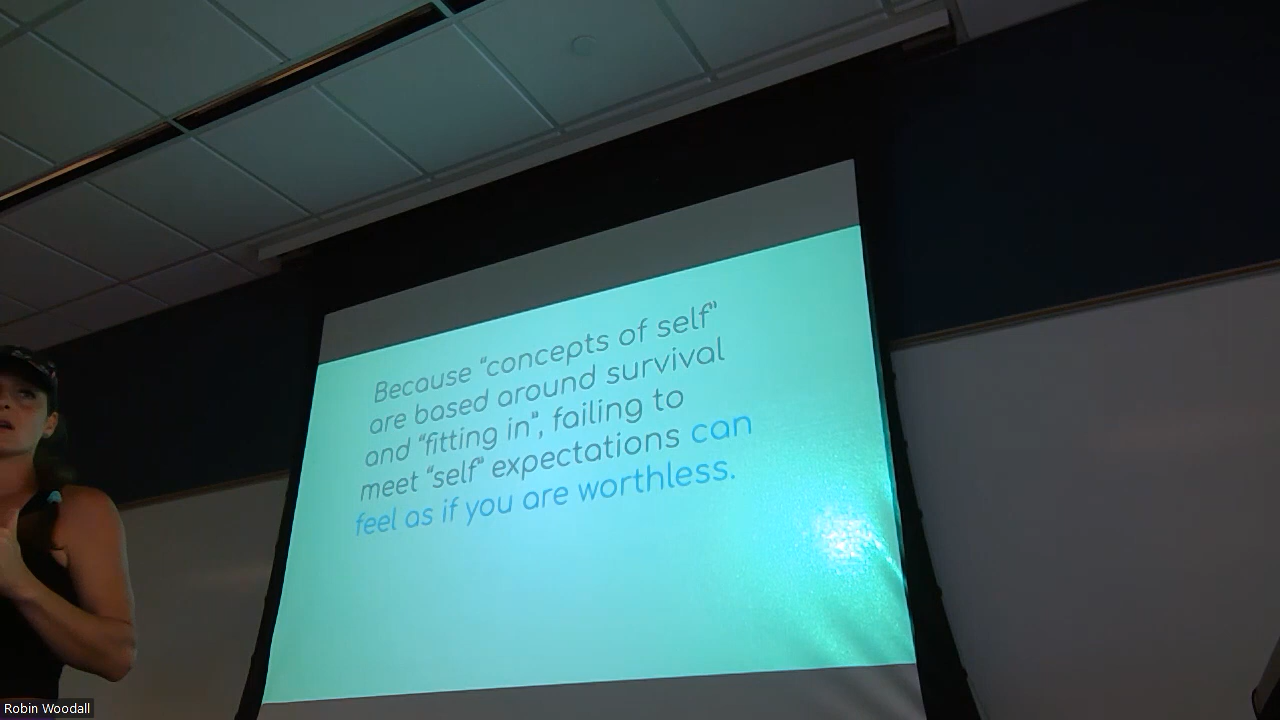 Because “concepts of self”
are based around survival
and “fitting in”, failing to
meet “self” expectations can
feel as if you are worthless.
Robin Woodall